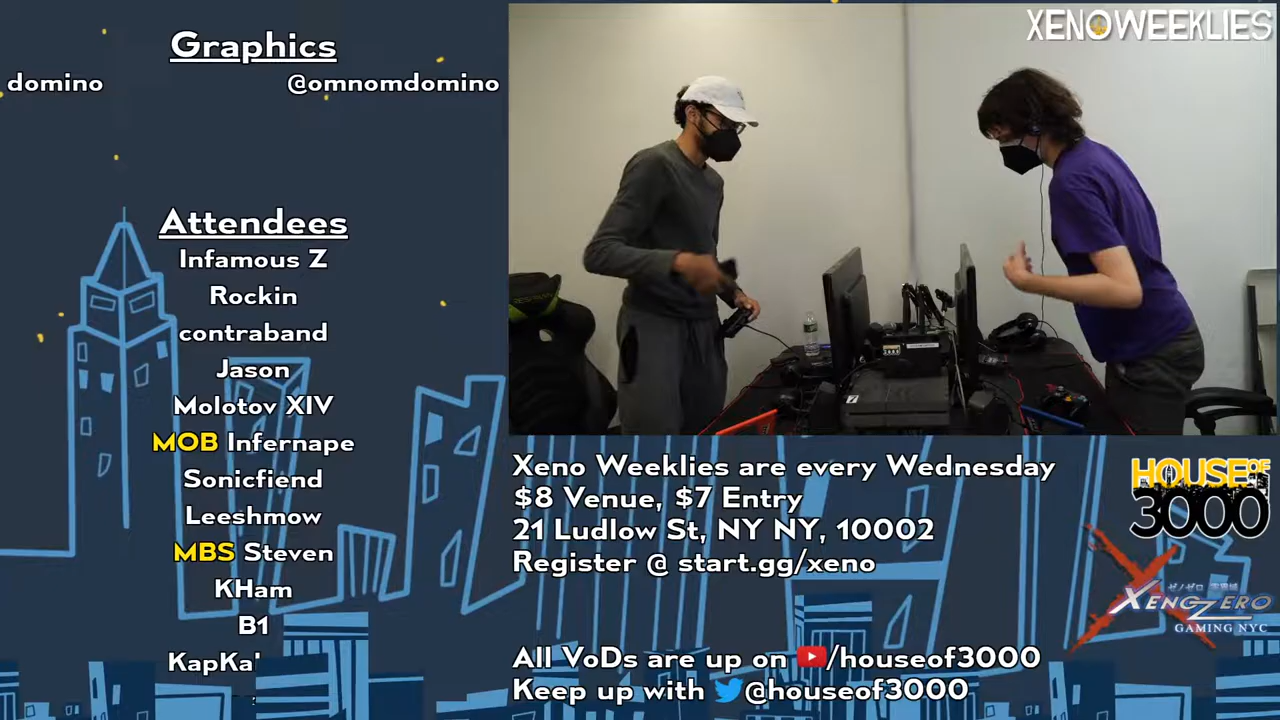 Graphics
domino @omnomdomino
Attendees
Infamous Z
Rockin
contraband
Jason
Molotov XIV
MOB Infernape
Sonicfiend
Leeshmow
MBS Steven
KHam
B1
XENOWEEKLIES
Xeno Weeklies are every Wednesday
$8 Venue, $7 Entry
21 Ludlow St, NY NY, 10002
Register @ start.gg/xeno
All VoDs are up on /houseof3000
Keep up with @houseof3000
HOUSE OF
3000
XENOZERO
GAMING NYC